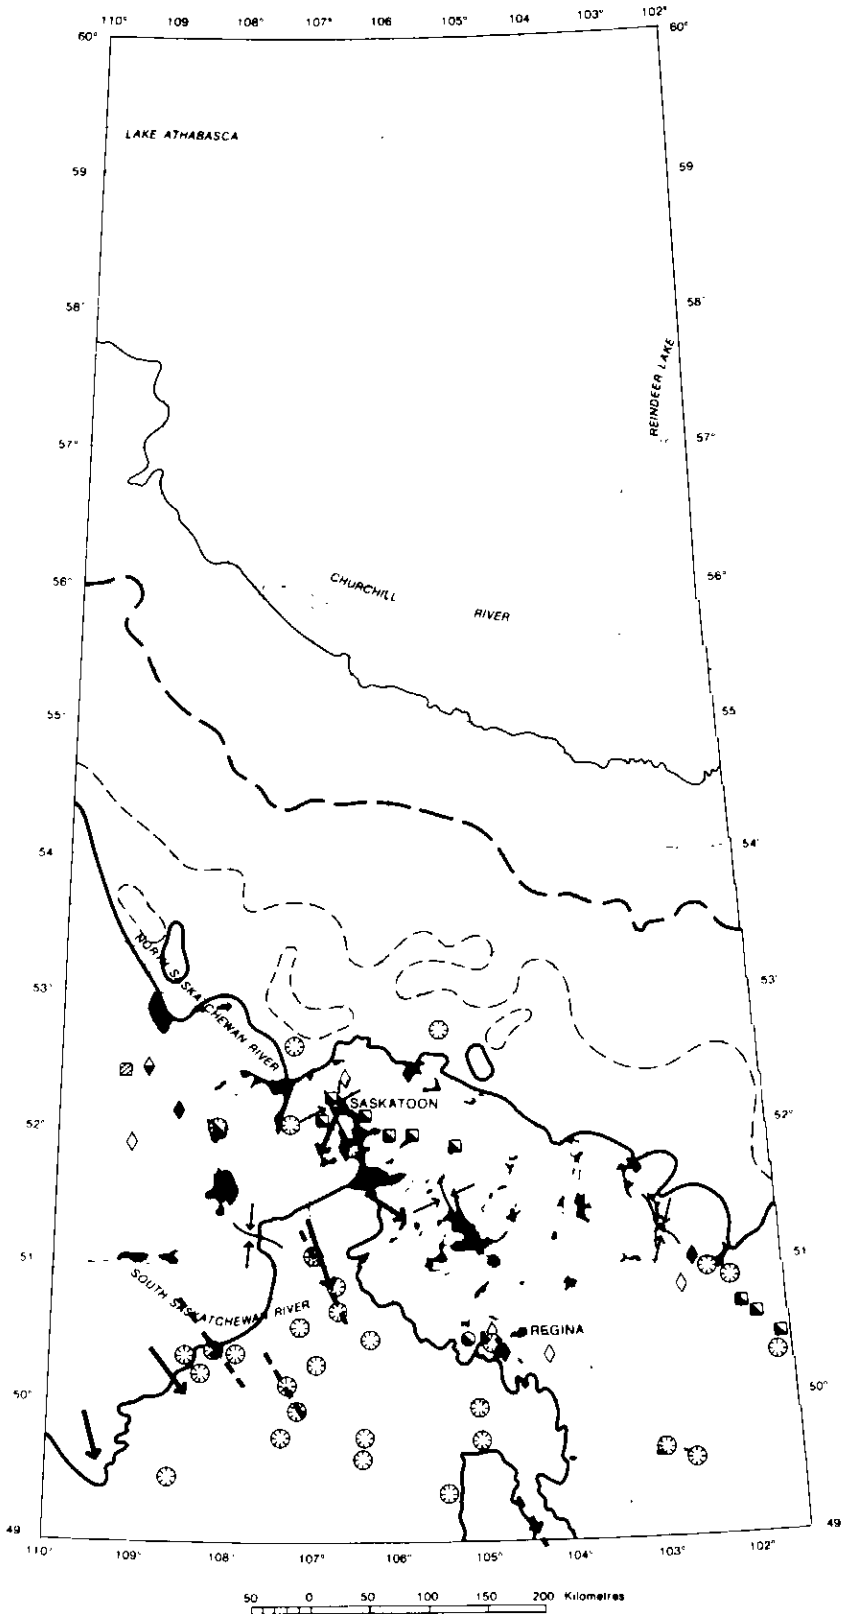 110° 109 108° 107° 106 105° 104 103° 102°
60° 60°
LAKE ATHABASCA
59 59
58' 58'
REINDEER LAKE
57° 57°
56° 56°
CHURCHILL
RIVER
55' 55
54 54'
NORTH SASKATCHEWAN RIVER
53' 53'
52° 52°
SASKATOON
51 51
SOUTH SASKATCHEWAN RIVER
REGINA
50° 50°
49 49
110' 109° 108' 107° 106° 105° 104° 103° 102°
50 0 50 100 150 200 Kilometres